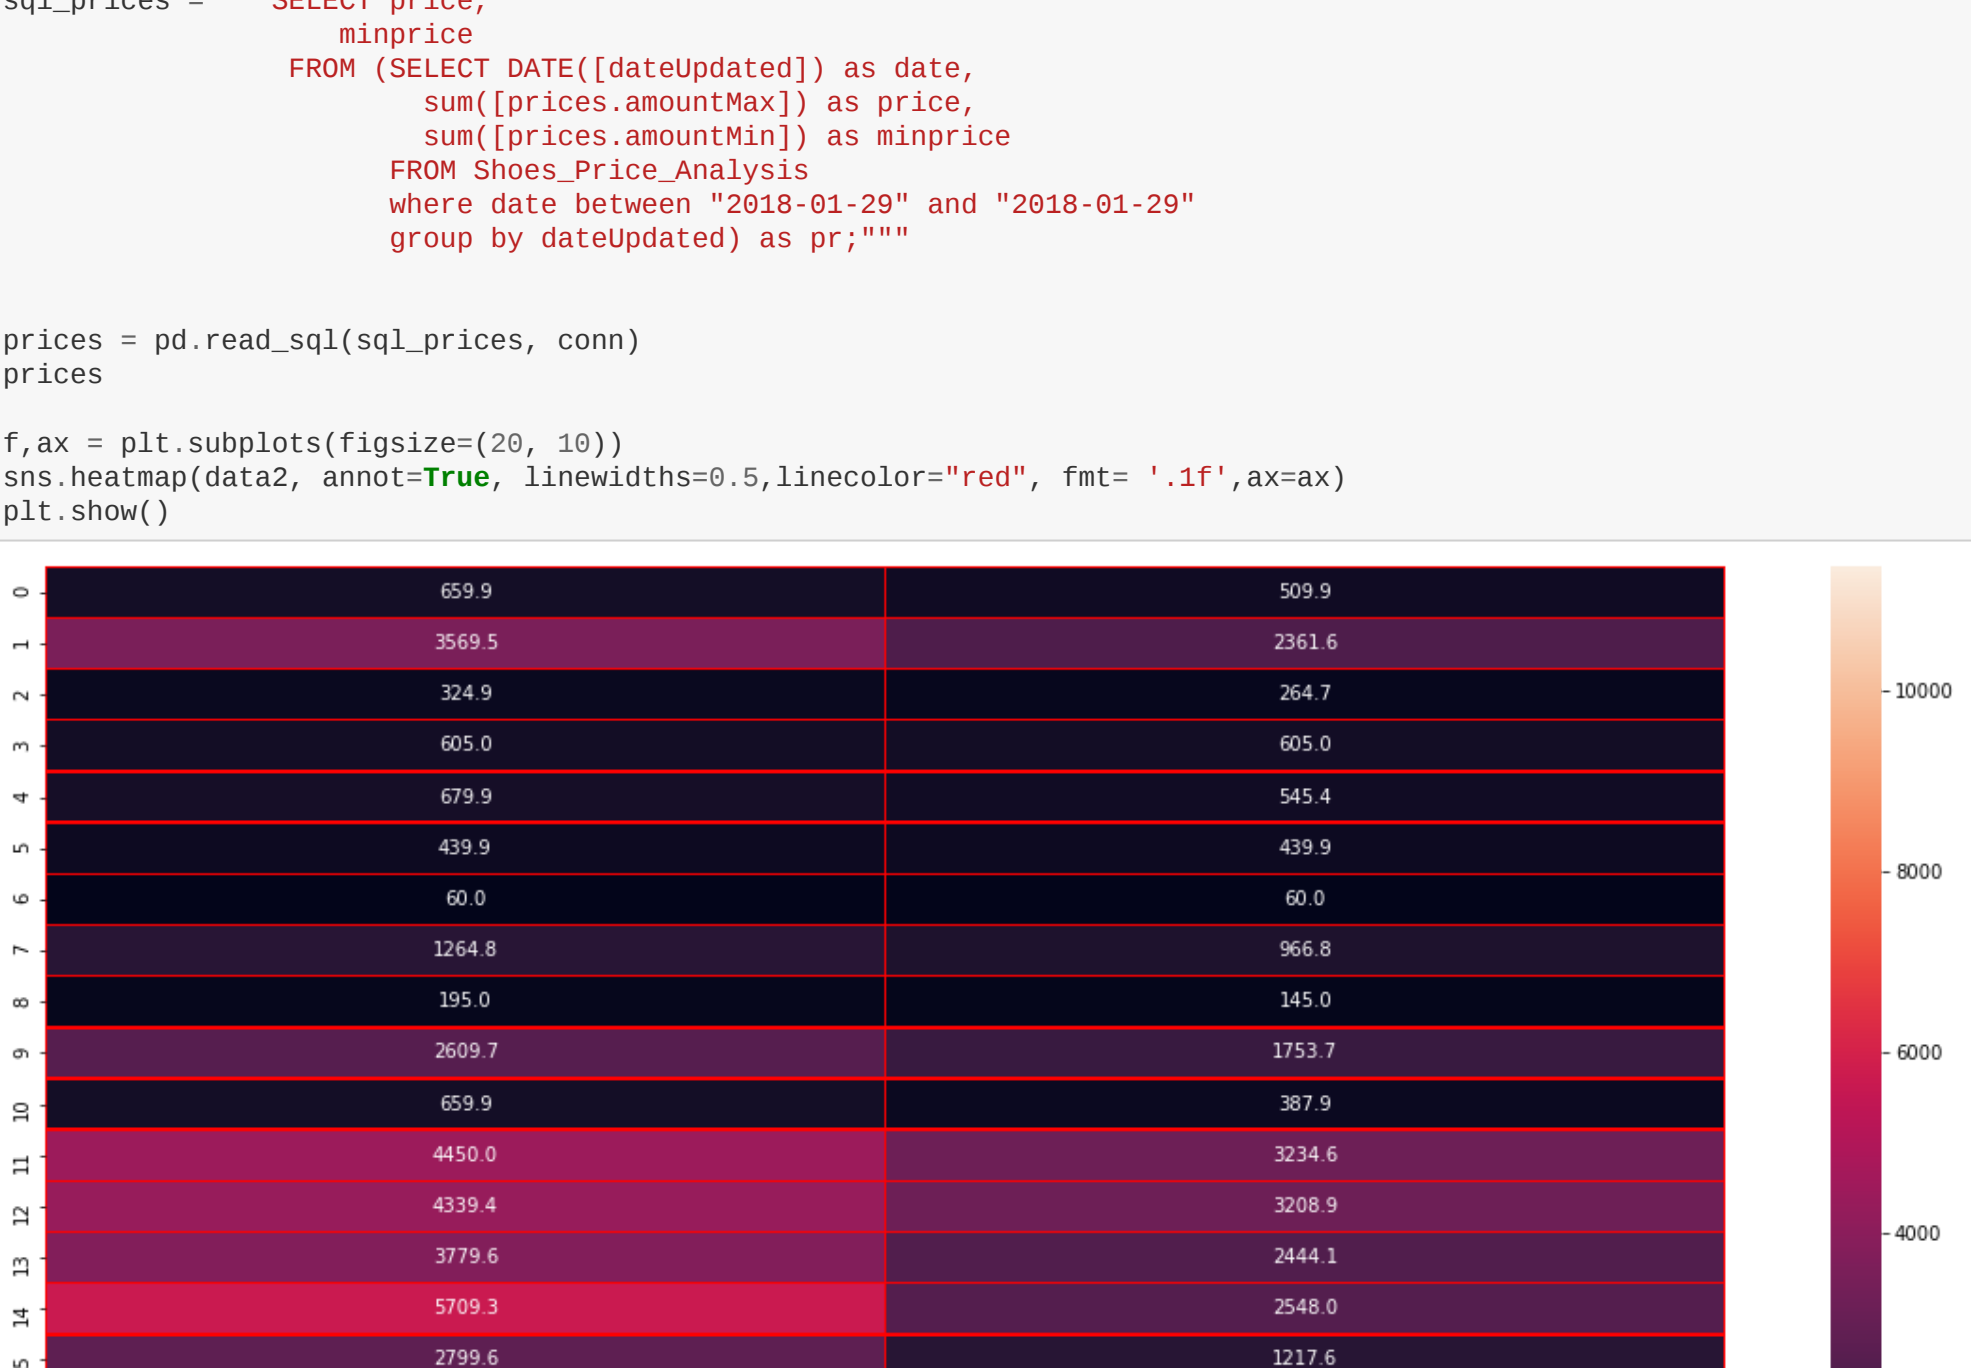 sql_prices = """SELECT price,
minprice
FROM (SELECT DATE([dateUpdated]) as date,
sum([prices.amountMax]) as price,
sum([prices.amountMin]) as minprice
FROM Shoes_Price_Analysis
where date between "2018-01-29" and "2018-01-29"
group by dateUpdated) as pr;"""
prices = pd.read_sql(sql_prices, conn)
prices
f,ax = plt.subplots(figsize=(20, 10))
sns.heatmap(data2, annot=True, linewidths=0.5,linecolor="red", fmt= '.1f',ax=ax)
plt.show()
0 659.9 509.9
1 3569.5 2361.6
2 324.9 264.7 10000
3 605.0 605.0
4 679.9 545.4
5 439.9 439.9 8000
6 60.0 60.0
7 1264.8 966.8
8 195.0 145.0
9 2609.7 1753.7 6000
10 659.9 387.9
11 4450.0 3234.6
12 4339.4 3208.9 4000
13 3779.6 2444.1
14 5709.3 2548.0
2799.6 1217.6